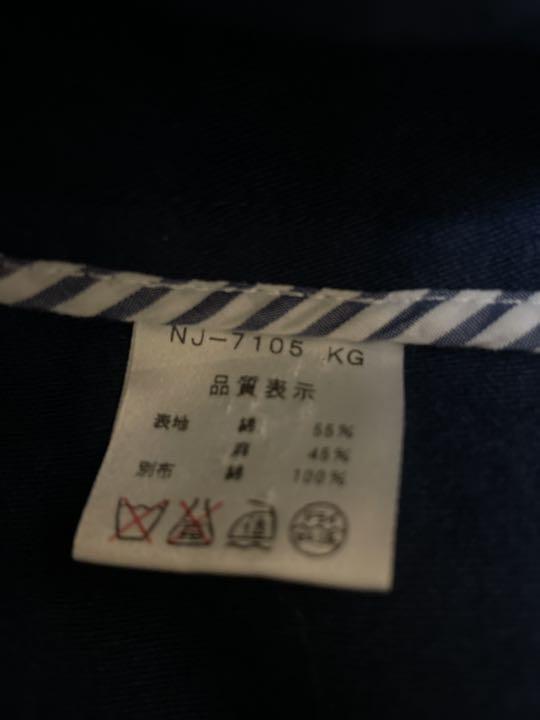 NJ-7105 KG
品質表示
表地 綿 55%
麻 45%
別布 綿 100%